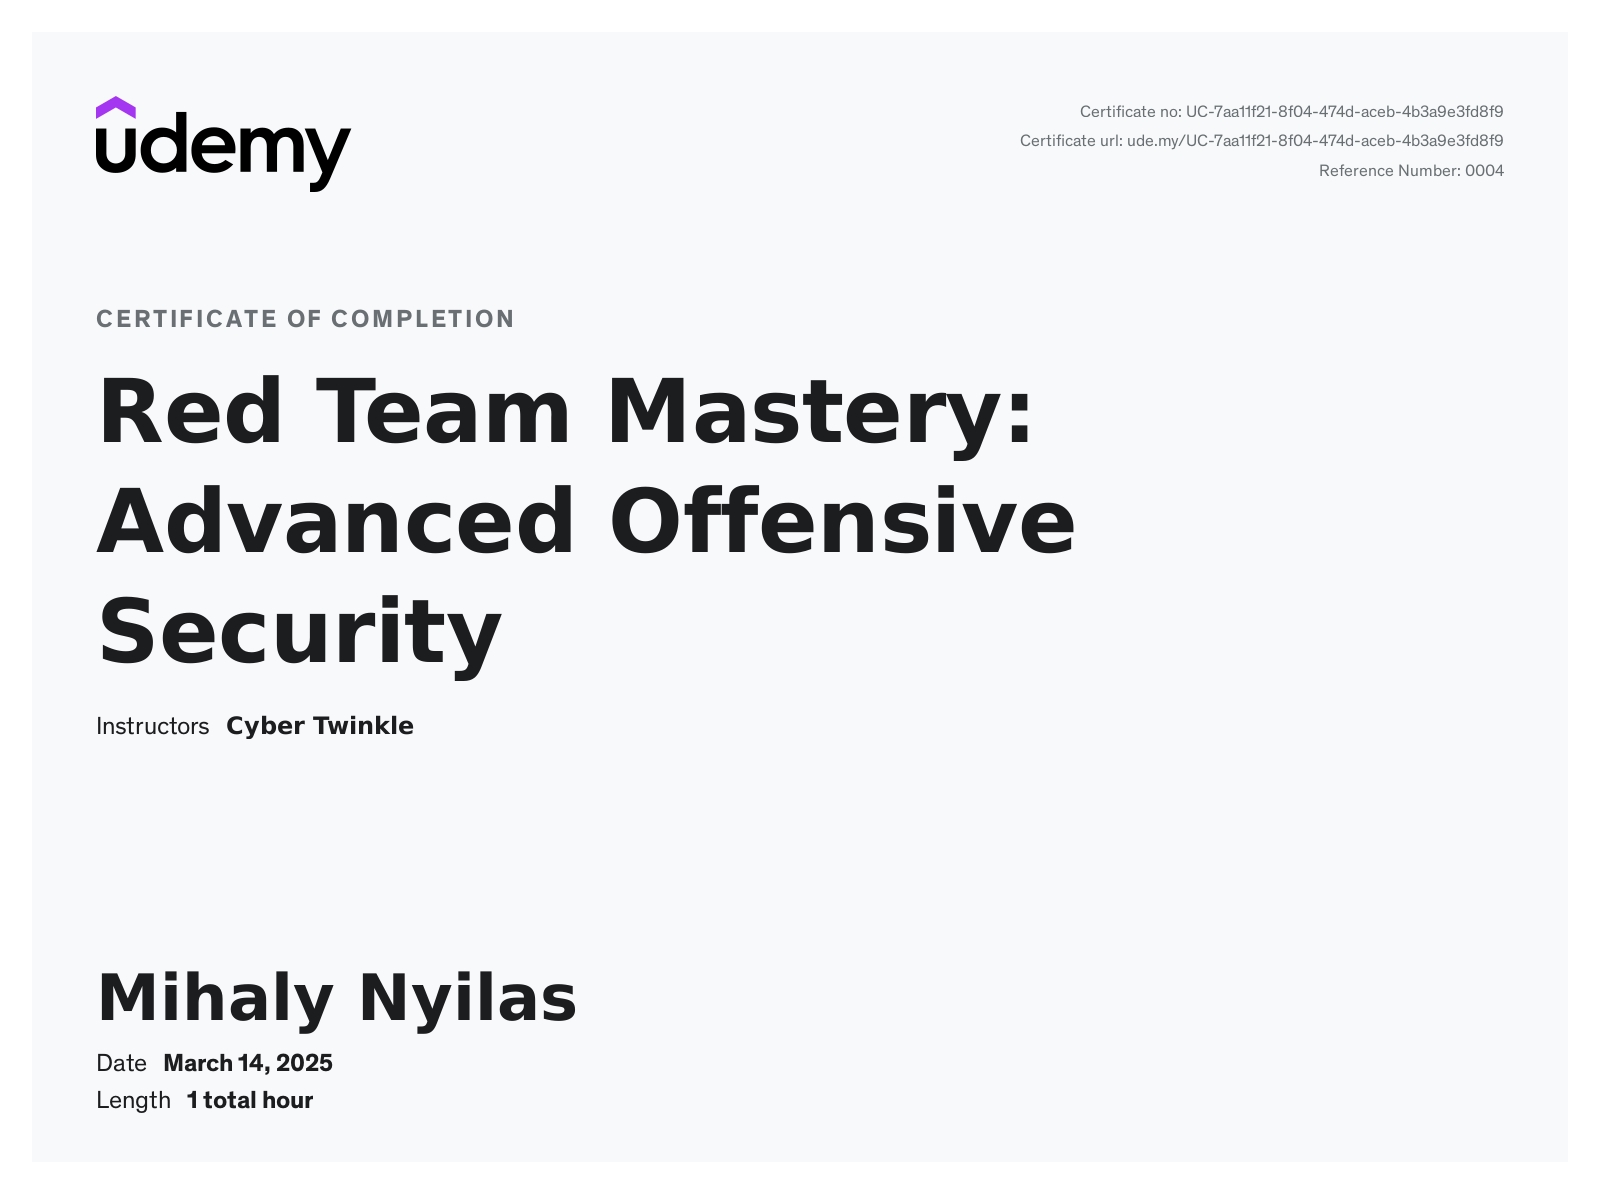 udemy
Certificate no: UC-7aa11f21-8f04-474d-aceb-4b3a9e3fd8f9
Certificate url: ude.my/UC-7aa11f21-8f04-474d-aceb-4b3a9e3fd8f9
Reference Number: 0004
CERTIFICATE OF COMPLETION
Red Team Mastery:
Advanced Offensive
Security
Instructors Cyber Twinkle
Mihaly Nyilas
Date March 14, 2025
Length 1 total hour